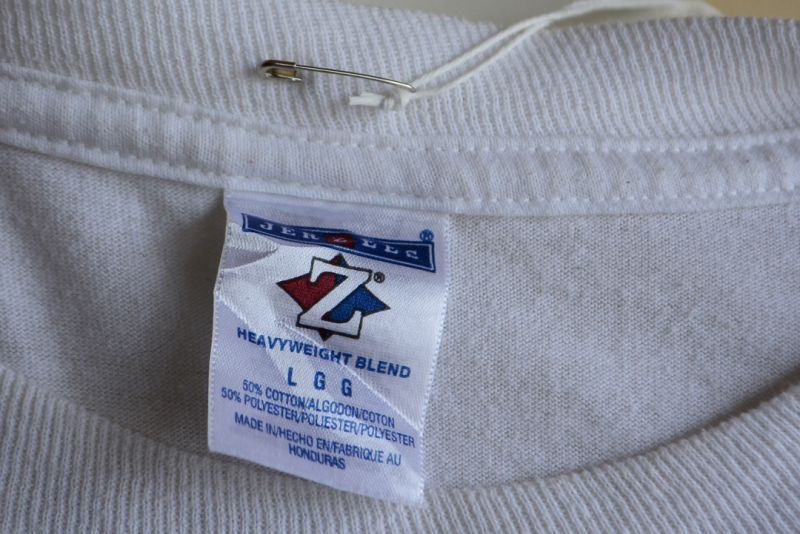 JERZEES®
Z®
HEAVYWEIGHT BLEND
L G G
50% COTTON/ALGODON/COTON
50% POLYESTER/POLIESTER/POLYESTER
MADE IN/HECHO EN/FABRIQUE AU
HONDURAS